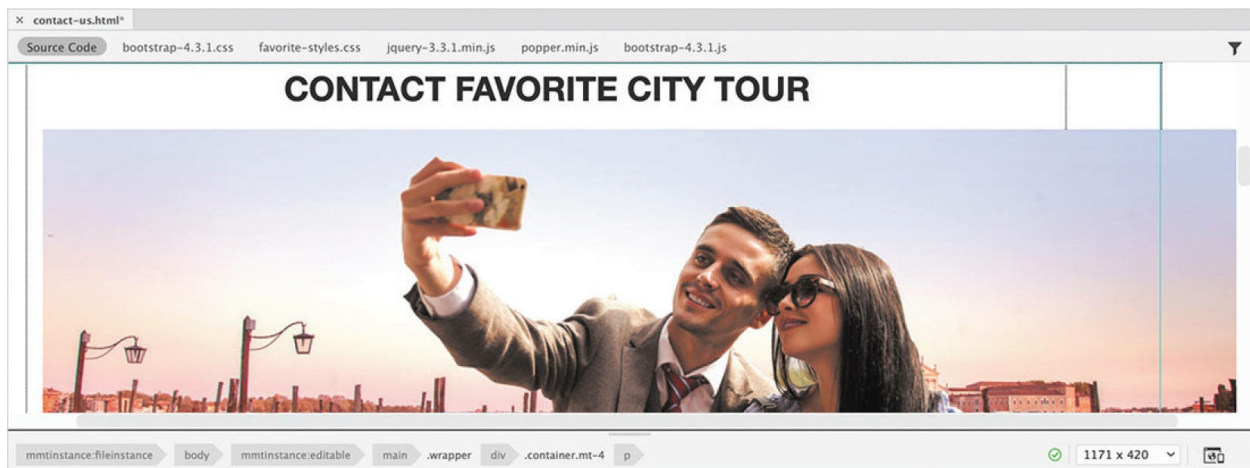 × contact-us.html*
Source Code bootstrap-4.3.1.css favorite-styles.css jquery-3.3.1.min.js popper.min.js bootstrap-4.3.1.js
CONTACT FAVORITE CITY TOUR
mmtinstance:fileinstance body mmtinstance:editable main .wrapper div .container.mt-4 p 1171 x 420